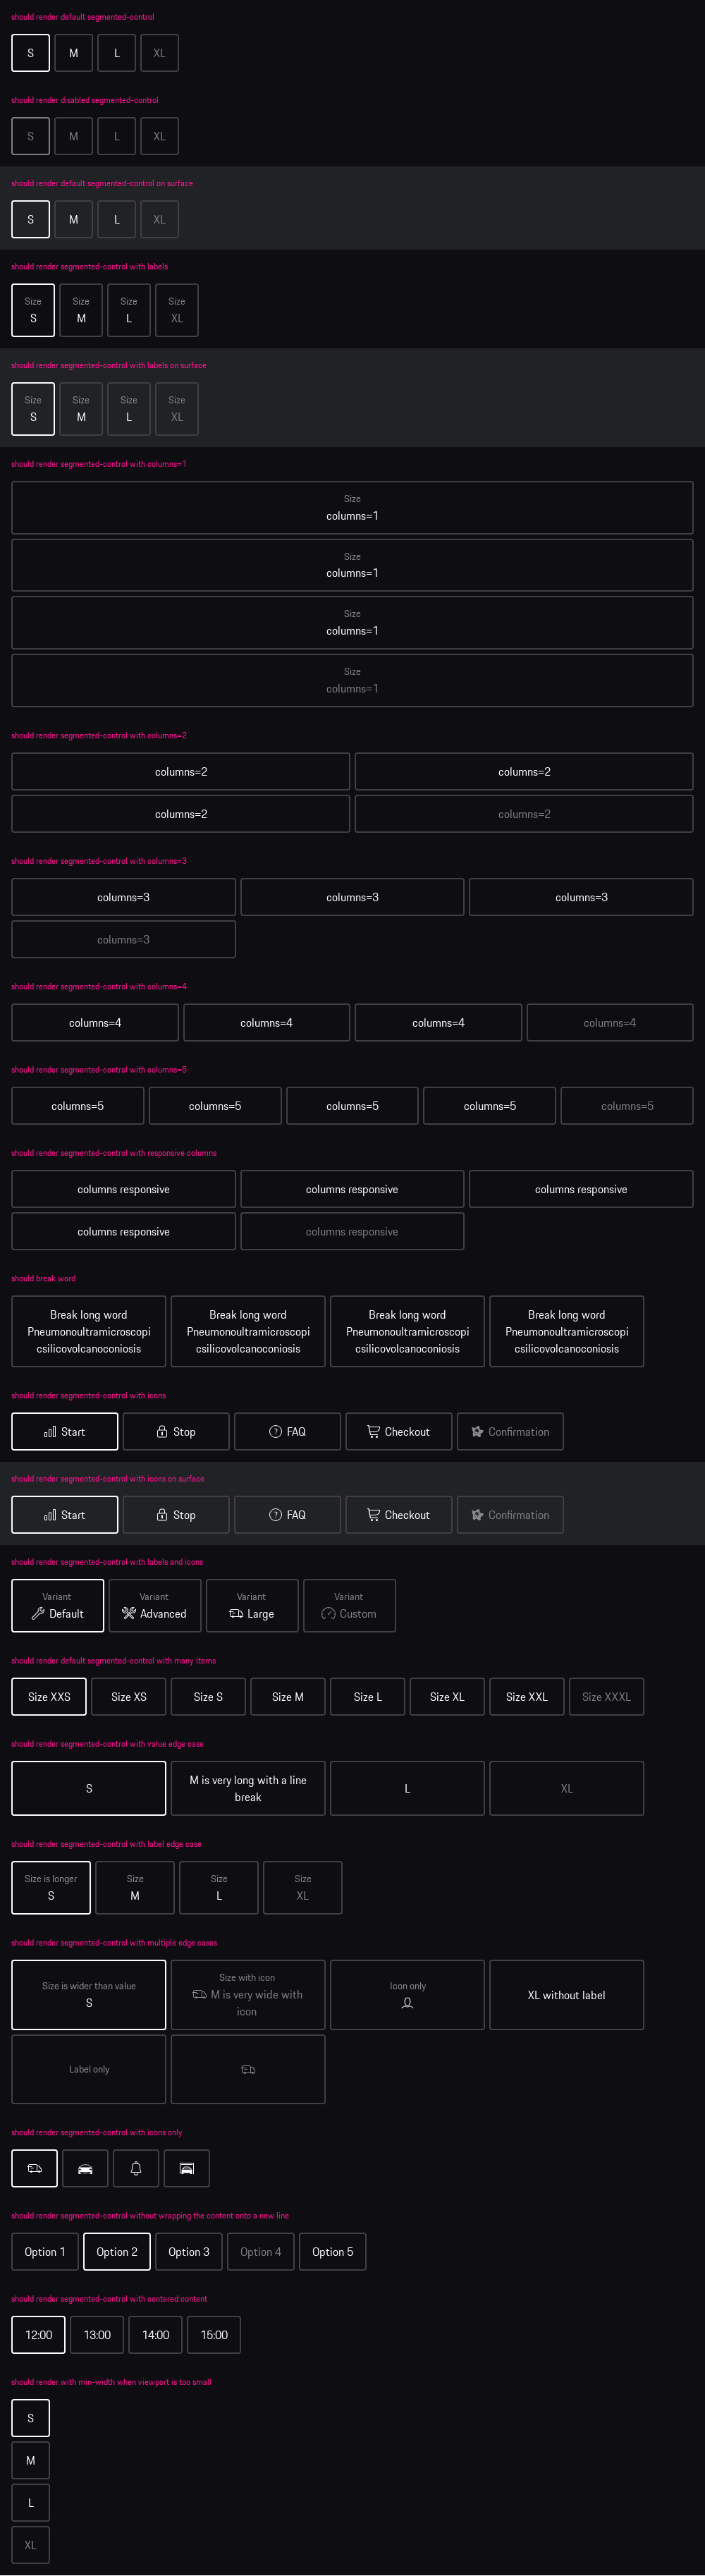 should render default segmented-control
S M L XL
should render disabled segmented-control
S M L XL
should render default segmented-control on surface
S M L XL
should render segmented-control with labels
Size Size Size Size
S M L XL
should render segmented-control with labels on surface
Size Size Size Size
S M L XL
should render segmented-control with columns=1
Size
columns=1
Size
columns=1
Size
columns=1
Size
columns=1
should render segmented-control with columns=2
columns=2 columns=2
columns=2 columns=2
should render segmented-control with columns=3
columns=3 columns=3 columns=3
columns=3
should render segmented-control with columns=4
columns=4 columns=4 columns=4 columns=4
should render segmented-control with columns=5
columns=5 columns=5 columns=5 columns=5 columns=5
should render segmented-control with responsive columns
columns responsive columns responsive columns responsive
columns responsive columns responsive
should break word
Break long word Break long word Break long word Break long word
Pneumonoultramicroscopi Pneumonoultramicroscopi Pneumonoultramicroscopi Pneumonoultramicroscopi
csilicovolcanoconiosis csilicovolcanoconiosis csilicovolcanoconiosis csilicovolcanoconiosis
should render segmented-control with icons
Start Stop FAQ Checkout Confirmation
should render segmented-control with icons on surface
Start Stop FAQ Checkout Confirmation
should render segmented-control with labels and icons
Variant Variant Variant Variant
Default Advanced Large Custom
should render default segmented-control with many items
Size XXS Size XS Size S Size M Size L Size XL Size XXL Size XXXL
should render segmented-control with value edge case
S M is very long with a line L XL
break
should render segmented-control with label edge case
Size is longer Size Size Size
S M L XL
should render segmented-control with multiple edge cases
Size is wider than value Size with icon Icon only XL without label
S M is very wide with
icon
Label only
should render segmented-control with icons only
should render segmented-control without wrapping the content onto a new line
Option 1 Option 2 Option 3 Option 4 Option 5
should render segmented-control with centered content
12:00 13:00 14:00 15:00
should render with min-width when viewport is too small
S
M
L
XL